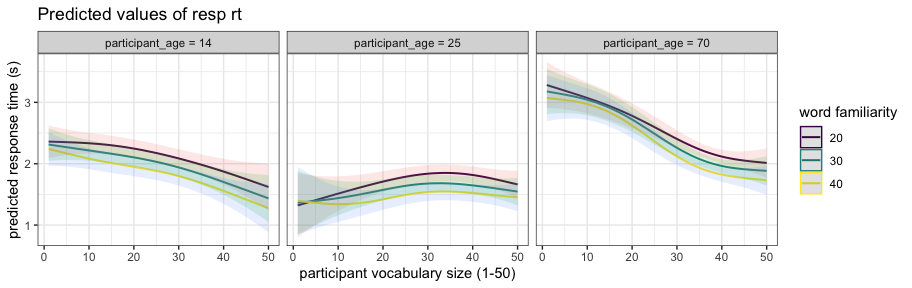 Predicted values of resp rt
participant_age = 14
participant_age = 25
participant_age = 70
predicted response time (s)
3
2
1
0 10 20 30 40 50
0 10 20 30 40 50
0 10 20 30 40 50
participant vocabulary size (1-50)
word familiarity
20
30
40